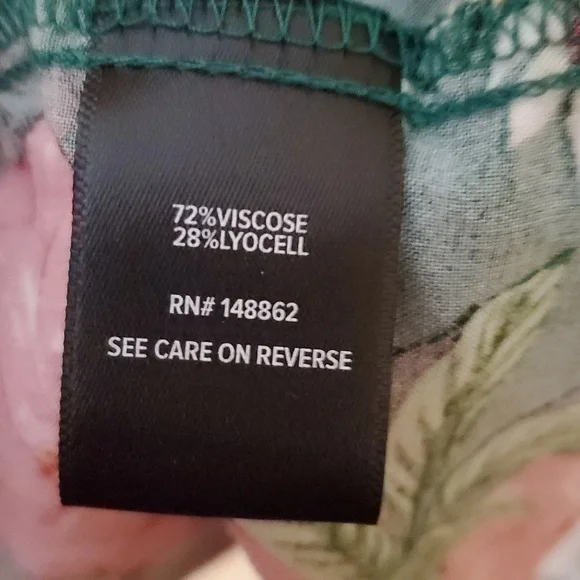 72%VISCOSE
28%LYOCELL
RN# 148862
SEE CARE ON REVERSE